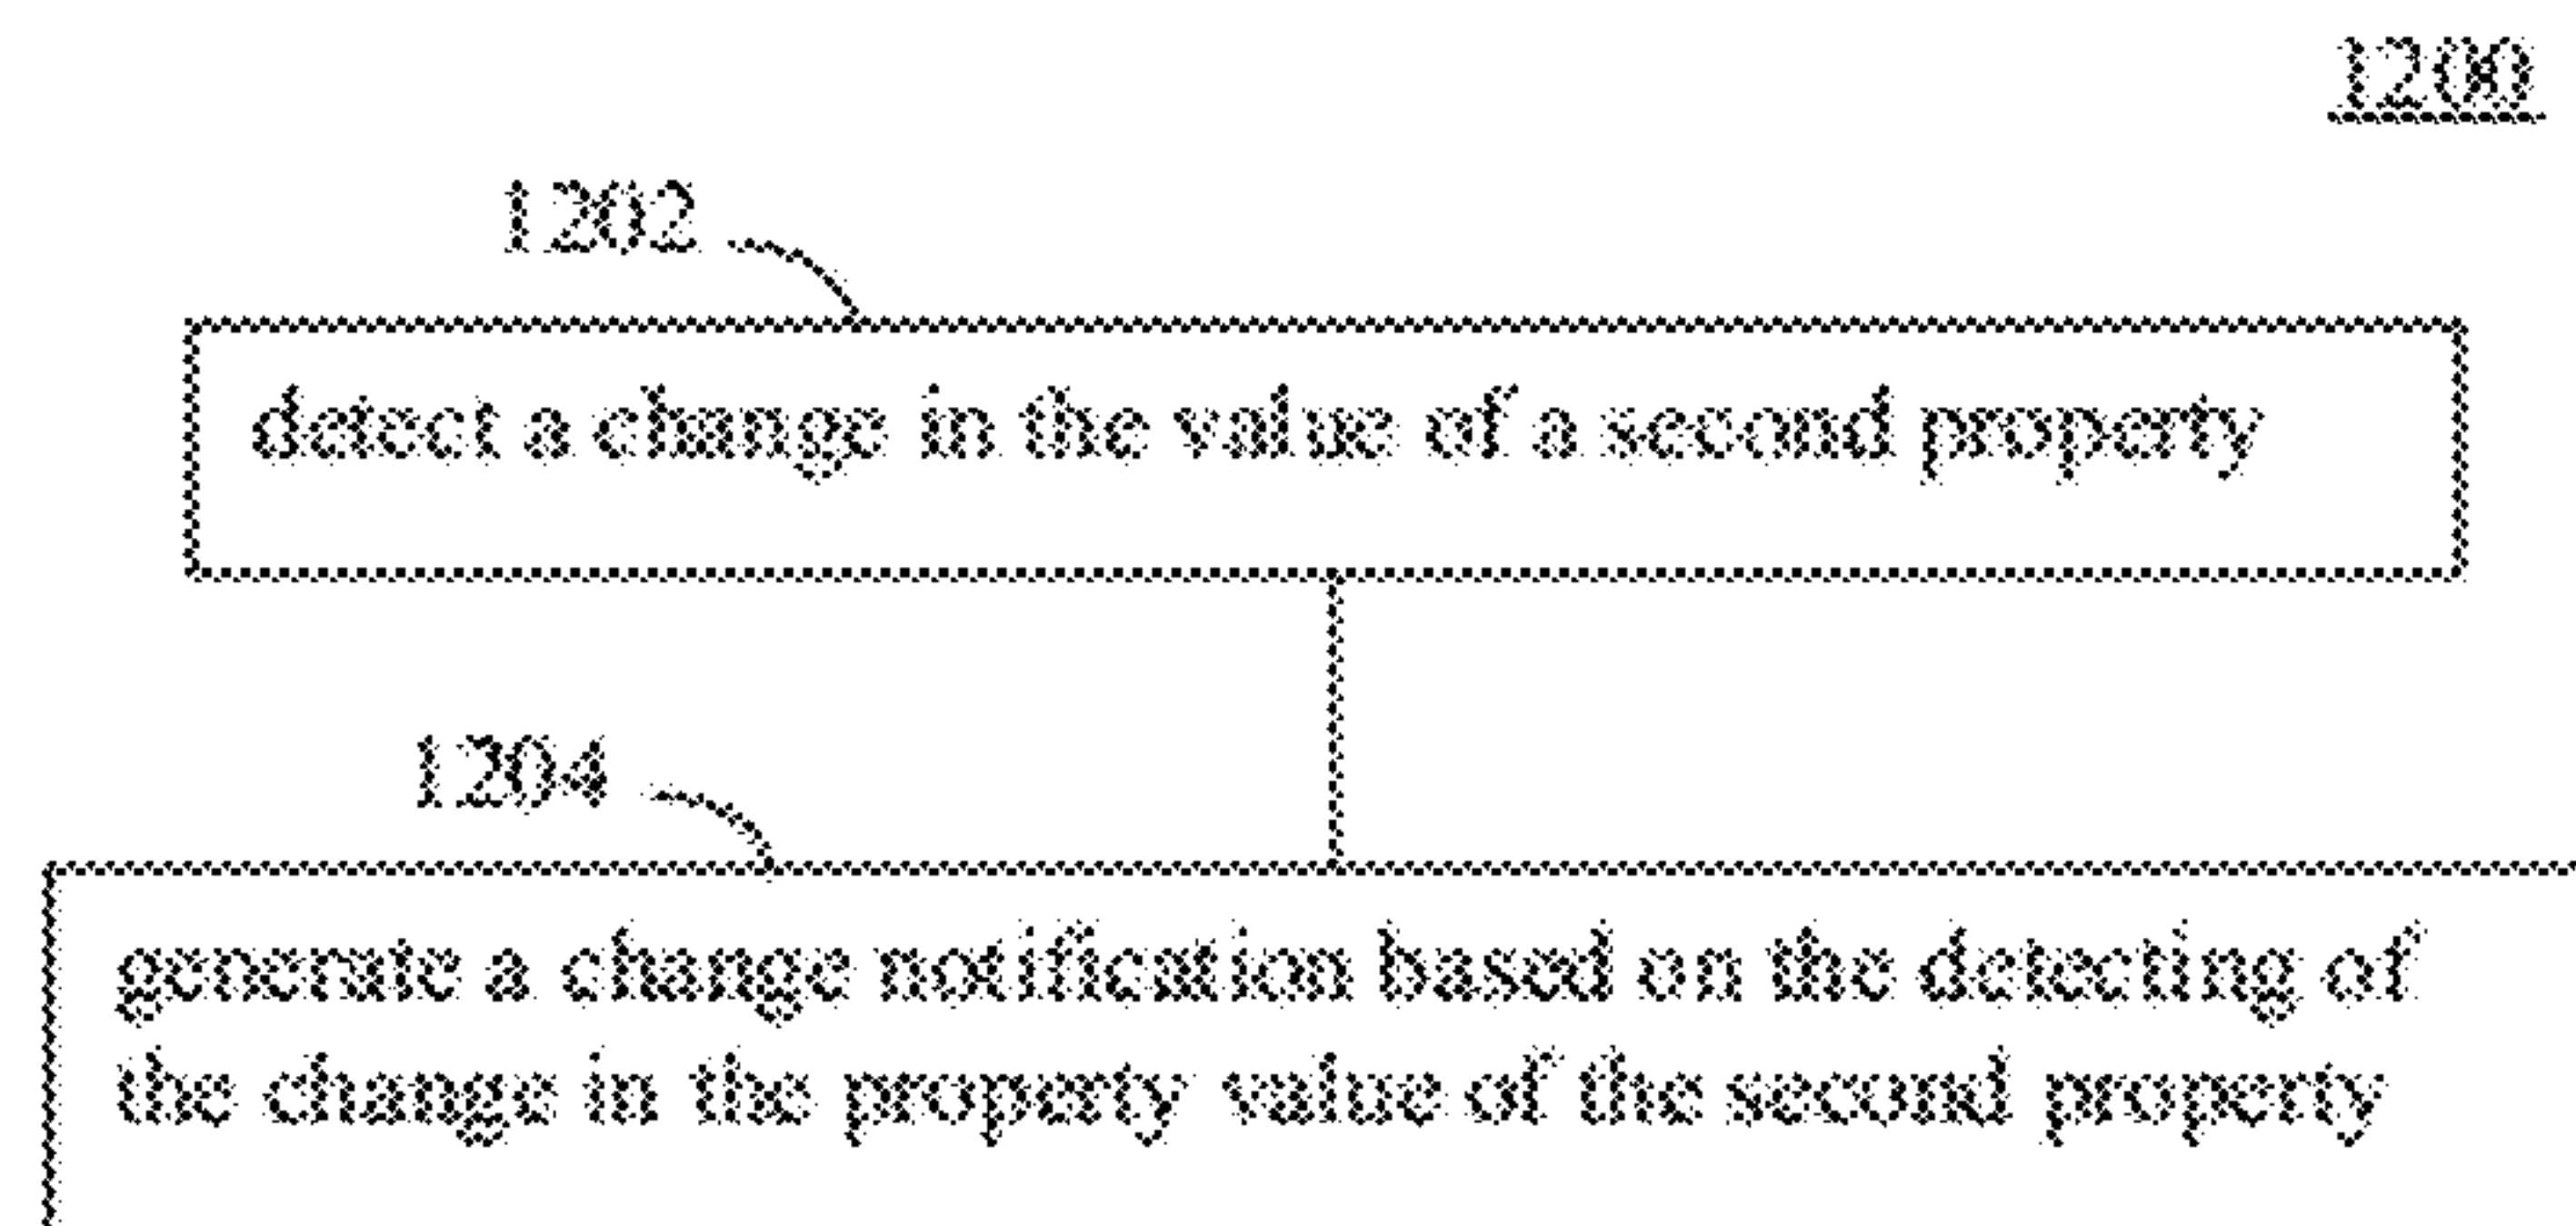 1200
1202
detect a change in the value of a second property
1204
generate a change notification based on the detecting of
the change in the property value of the second property